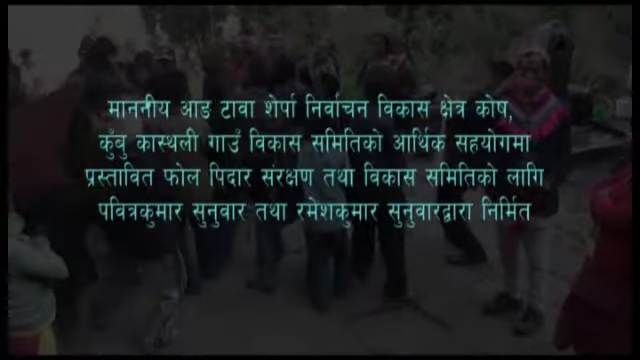 माननीय आङ टावा शेर्पा निर्वाचन विकास क्षेत्र कोष,
कुँबु कास्थली गाउँ विकास समितिको आर्थिक सहयोगमा
प्रस्तावित फोल पिदार संरक्षण तथा विकास समितिको लागि
पवित्रकुमार सुनुवार तथा रमेशकुमार सुनुवारद्वारा निर्मित